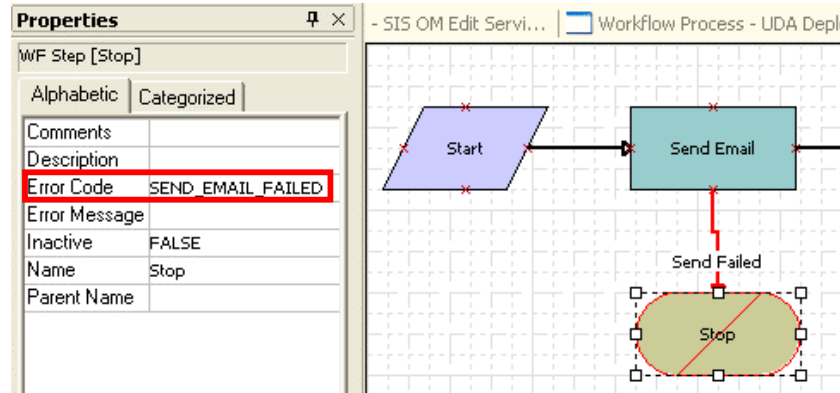 Properties
WF Step [Stop]
Alphabetic Categorized
Comments
Description
Error Code SEND_EMAIL_FAILED
Error Message
Inactive FALSE
Name Stop
Parent Name
- SIS OM Edit Servi... Workflow Process - UDA Depl
Start Send Email
Send Failed
Stop